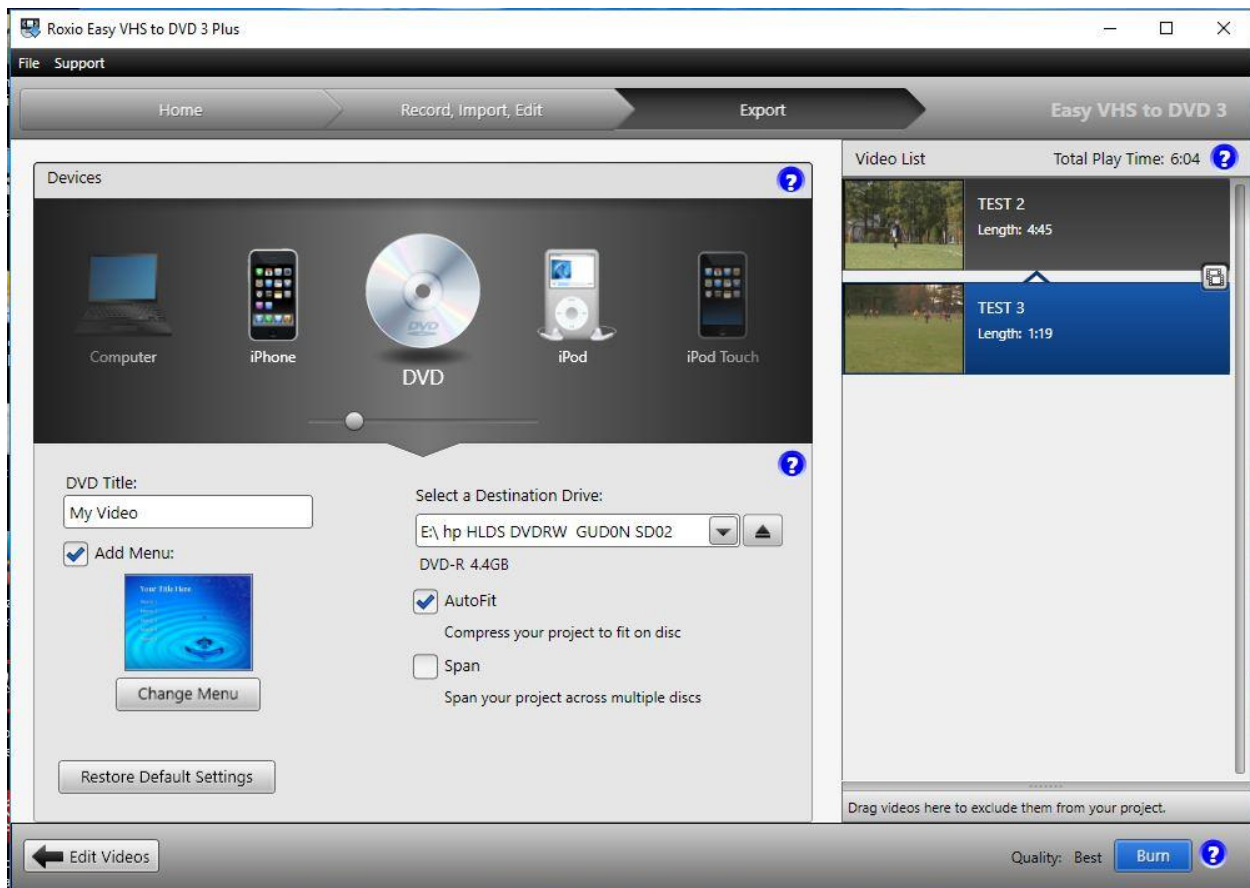 Roxio Easy VHS to DVD 3 Plus
File Support
Home
Record, Import, Edit
Export
Easy VHS to DVD 3
Devices
Computer
iPhone
DVD
DVD
iPod
iPod Touch
DVD Title:
My Video
Add Menu:
Your Title Here
Change Menu
Restore Default Settings
Select a Destination Drive:
E:\ hp HLDS DVDRW GUD0N SD02
DVD-R 4.4GB
AutoFit
Compress your project to fit on disc
Span
Span your project across multiple discs
Video List
Total Play Time: 6:04
TEST 2
Length: 4:45
TEST 3
Length: 1:19
Drag videos here to exclude them from your project.
Edit Videos
Quality: Best
Burn